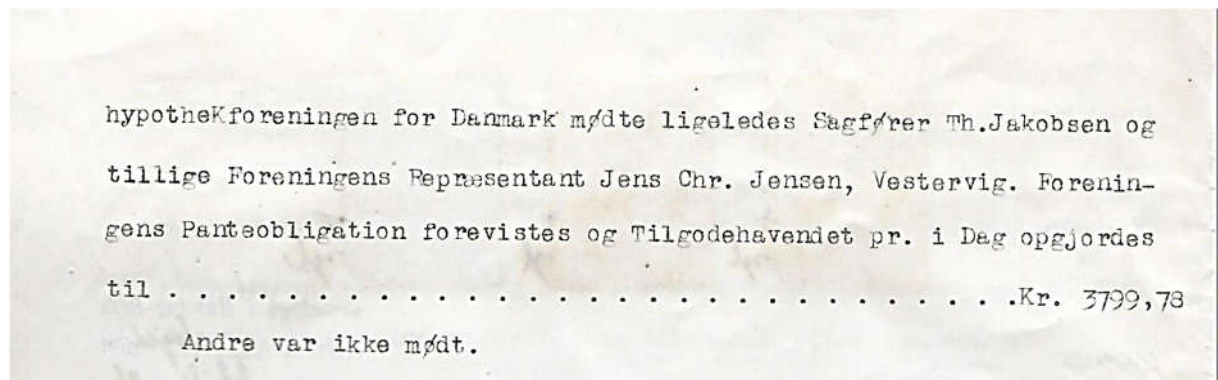 hypotheKforeningen for Danmark mødte ligeledes Sagfører Th.Jakobsen og
tillige Foreningens Repræsentant Jens Chr. Jensen, Vestervig. Forenin-
gens Panteobligation forevistes og Tilgodehavendet pr. i Dag opgjordes
til . . . . . . . . . . . . . . . . . . . . . . . . . . . . .Kr. 3799,78
Andre var ikke mødt.